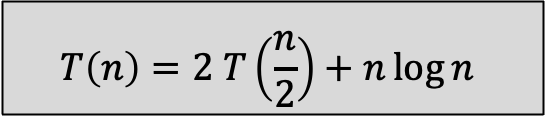 T(n) = 2 T(n/2) + n log n